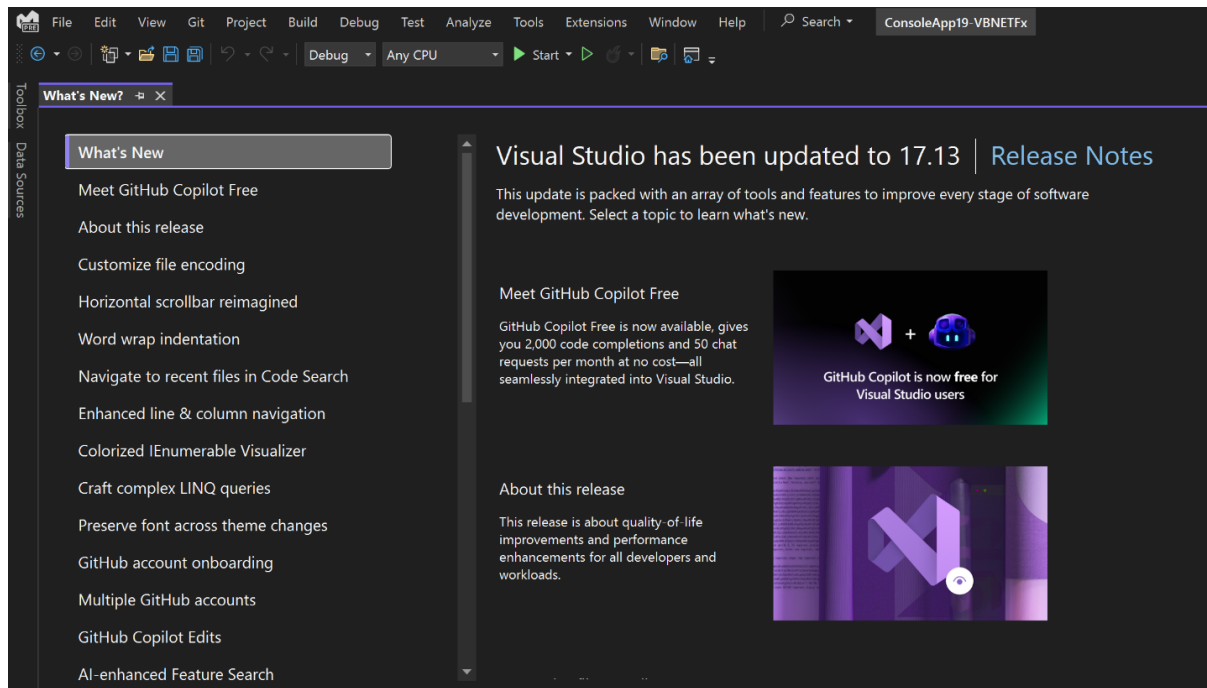 PRE File Edit View Git Project Build Debug Test Analyze Tools Extensions Window Help Search ConsoleApp19-VBNETFx
Debug Any CPU Start
Toolbox
Data Sources
What's New?
What's New
Meet GitHub Copilot Free
About this release
Customize file encoding
Horizontal scrollbar reimagined
Word wrap indentation
Navigate to recent files in Code Search
Enhanced line & column navigation
Colorized IEnumerable Visualizer
Craft complex LINQ queries
Preserve font across theme changes
GitHub account onboarding
Multiple GitHub accounts
GitHub Copilot Edits
AI-enhanced Feature Search
Visual Studio has been updated to 17.13 Release Notes
This update is packed with an array of tools and features to improve every stage of software
development. Select a topic to learn what's new.
Meet GitHub Copilot Free
GitHub Copilot Free is now available, gives
you 2,000 code completions and 50 chat
requests per month at no cost—all
seamlessly integrated into Visual Studio.
+
GitHub Copilot is now free for
Visual Studio users
About this release
This release is about quality-of-life
improvements and performance
enhancements for all developers and
workloads.